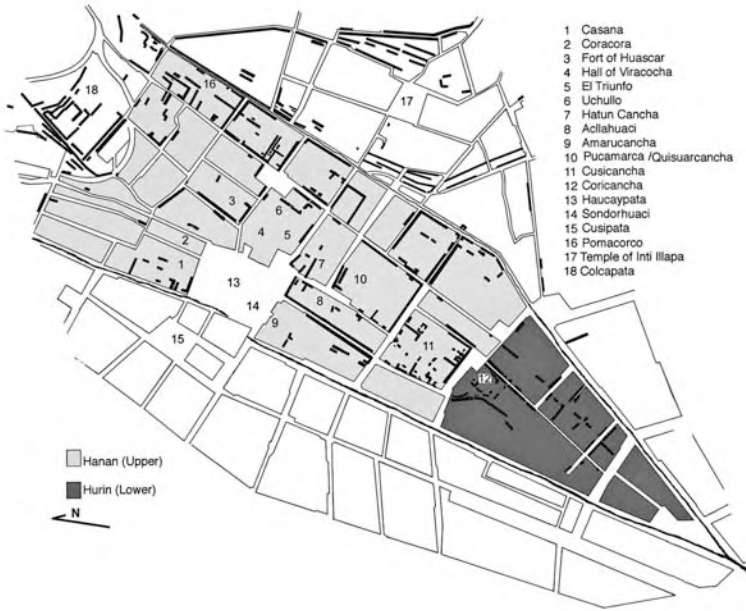 1 Casana
2 Coracora
3 Fort of Huascar
4 Hall of Viracocha
5 El Triunfo
6 Uchullo
7 Hatun Cancha
8 Acllahuaci
9 Amarucancha
10 Pucamarca /Quisuarcancha
11 Cusicancha
12 Coricancha
13 Haucaypata
14 Sondorhuaci
15 Cusipata
16 Pomacorco
17 Temple of Inti Illapa
18 Colcapata
16
18
17
3
6
4
5
2
1
7
10
13
8
14
9
11
15
12
Hanan (Upper)
Hurin (Lower)
N